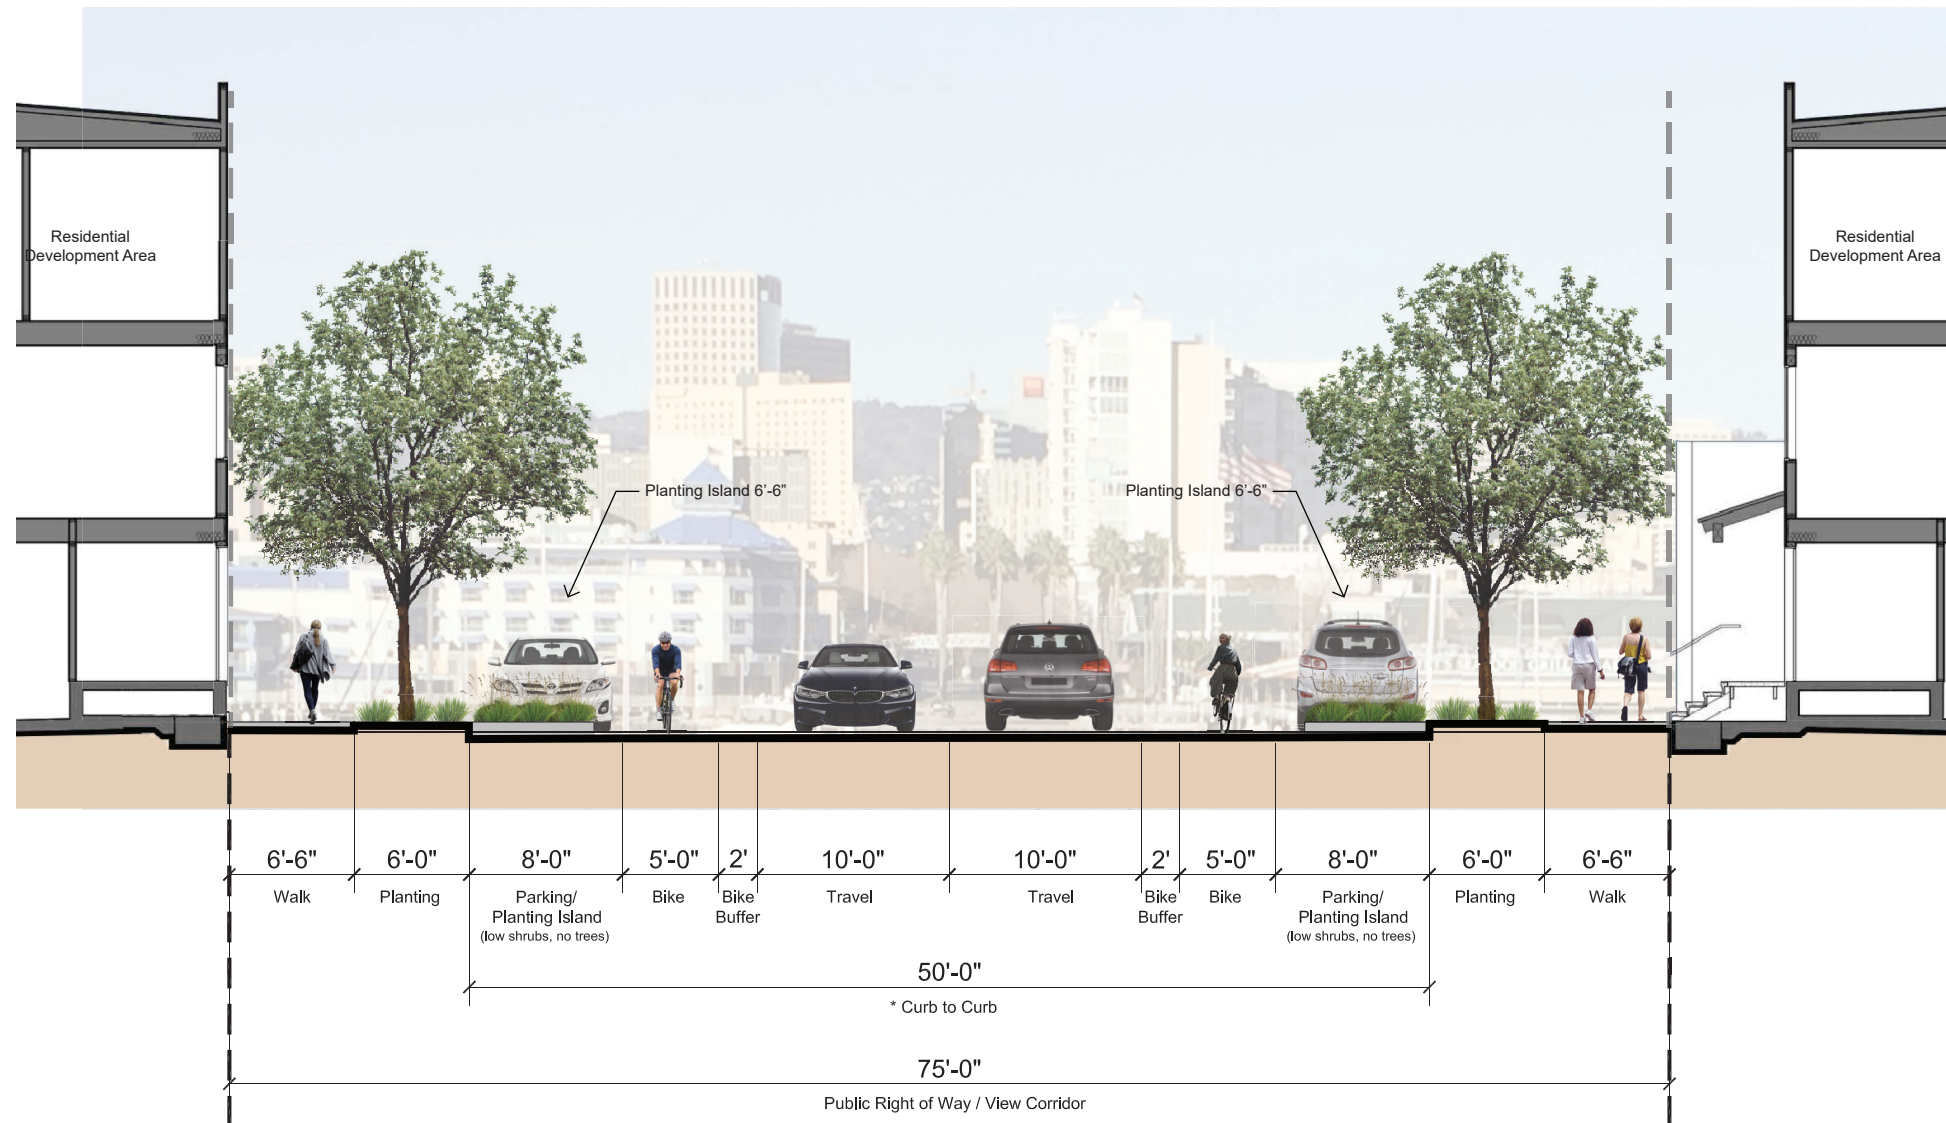 Residential
Development Area
Residential
Development Area
Planting Island 6’-6”
Planting Island 6’-6”
6'-6"
6'-0"
8'-0"
5'-0"
2'
10'-0"
10'-0"
2'
5'-0"
8'-0"
6'-0"
6'-6"
Walk
Planting
Parking/
Planting Island
(low shrubs, no trees)
Bike
Bike
Buffer
Travel
Travel
Bike
Buffer
Bike
Parking/
Planting Island
(low shrubs, no trees)
Planting
Walk
50'-0"
* Curb to Curb
75'-0"
Public Right of Way / View Corridor